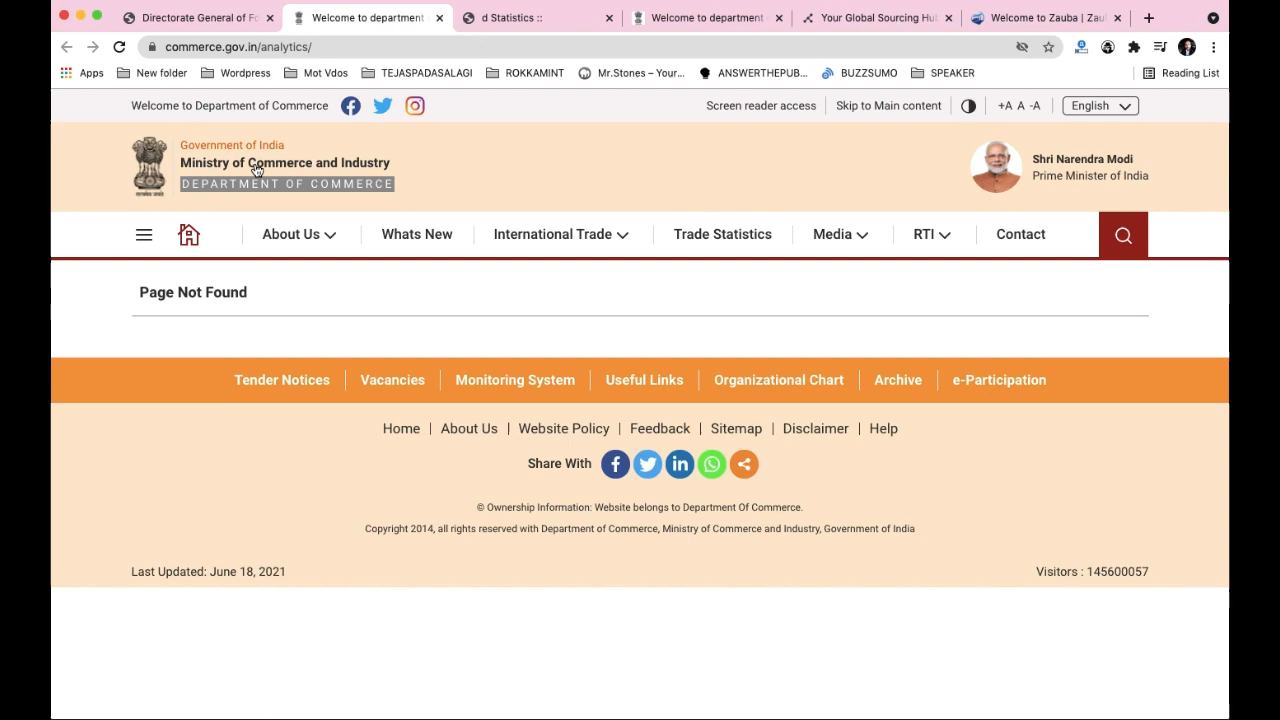 Directorate General of Fo
Welcome to department
d Statistics ::
Welcome to department
Your Global Sourcing Hu
Welcome to Zauba | Zau
commerce.gov.in/analytics/
Apps
New folder
Wordpress
Mot Vdos
TEJASPADASALAGI
ROKKAMINT
Mr.Stones – Your...
ANSWERTHEPUB...
BUZZSUMO
SPEAKER
Reading List
Welcome to Department of Commerce
Screen reader access
Skip to Main content
+A A -A
English
Government of India
Ministry of Commerce and Industry
DEPARTMENT OF COMMERCE
Shri Narendra Modi
Prime Minister of India
About Us
Whats New
International Trade
Trade Statistics
Media
RTI
Contact
Page Not Found
Tender Notices
Vacancies
Monitoring System
Useful Links
Organizational Chart
Archive
e-Participation
Home | About Us | Website Policy | Feedback | Sitemap | Disclaimer | Help
Share With
© Ownership Information: Website belongs to Department Of Commerce.
Copyright 2014, all rights reserved with Department of Commerce, Ministry of Commerce and Industry, Government of India
Last Updated: June 18, 2021
Visitors : 145600057